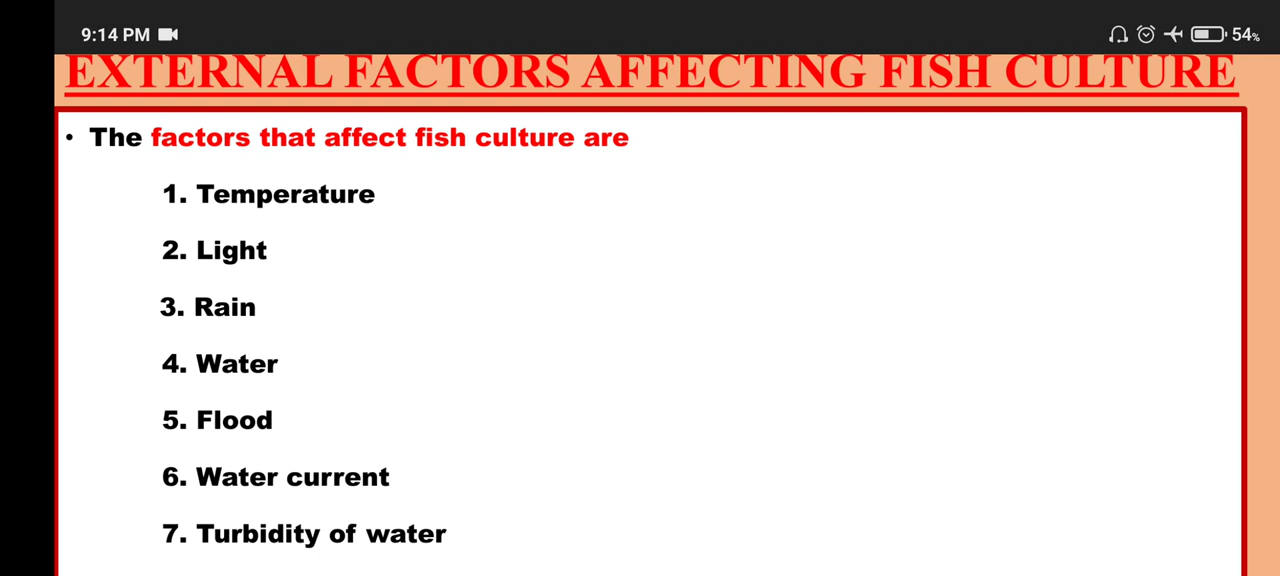 9:14 PM
54%
EXTERNAL FACTORS AFFECTING FISH CULTURE
• The factors that affect fish culture are
1. Temperature
2. Light
3. Rain
4. Water
5. Flood
6. Water current
7. Turbidity of water